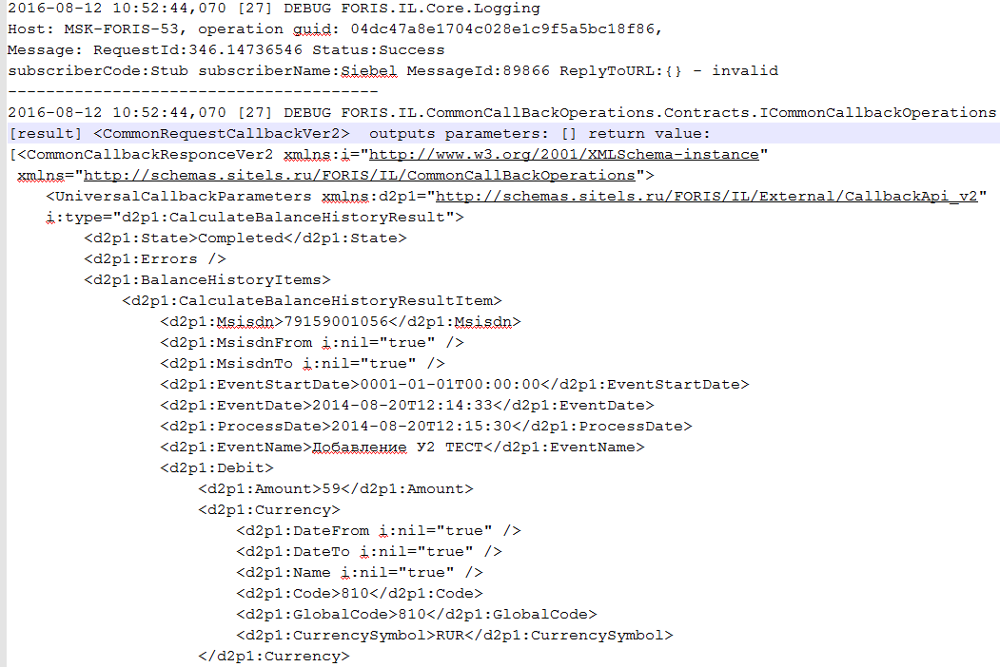 2016-08-12 10:52:44,070 [27] DEBUG FORIS.IL.Core.Logging
Host: MSK-FORIS-53, operation guid: 04dc47a8e1704c028e1c9f5a5bc18f86,
Message: RequestId:346.14736546 Status:Success
subscriberCode:Stub subscriberName:Siebel MessageId:89866 ReplyToURL:{} - invalid
---------------------------------------
2016-08-12 10:52:44,070 [27] DEBUG FORIS.IL.CommonCallBackOperations.Contracts.ICommonCallbackOperations
[result] <CommonRequestCallbackVer2>  outputs parameters: [] return value:
[<CommonCallbackResponceVer2 xmlns:i="http://www.w3.org/2001/XMLSchema-instance"
xmlns="http://schemas.sitels.ru/FORIS/IL/CommonCallBackOperations">
<UniversalCallbackParameters xmlns:d2p1="http://schemas.sitels.ru/FORIS/IL/External/CallbackApi_v2"
i:type="d2p1:CalculateBalanceHistoryResult">
<d2p1:State>Completed</d2p1:State>
<d2p1:Errors />
<d2p1:BalanceHistoryItems>
<d2p1:CalculateBalanceHistoryResultItem>
<d2p1:Msisdn>79159001056</d2p1:Msisdn>
<d2p1:MsisdnFrom i:nil="true" />
<d2p1:MsisdnTo i:nil="true" />
<d2p1:EventStartDate>0001-01-01T00:00:00</d2p1:EventStartDate>
<d2p1:EventDate>2014-08-20T12:14:33</d2p1:EventDate>
<d2p1:ProcessDate>2014-08-20T12:15:30</d2p1:ProcessDate>
<d2p1:EventName>Добавление У2 ТЕСТ</d2p1:EventName>
<d2p1:Debit>
<d2p1:Amount>59</d2p1:Amount>
<d2p1:Currency>
<d2p1:DateFrom i:nil="true" />
<d2p1:DateTo i:nil="true" />
<d2p1:Name i:nil="true" />
<d2p1:Code>810</d2p1:Code>
<d2p1:GlobalCode>810</d2p1:GlobalCode>
<d2p1:CurrencySymbol>RUR</d2p1:CurrencySymbol>
</d2p1:Currency>